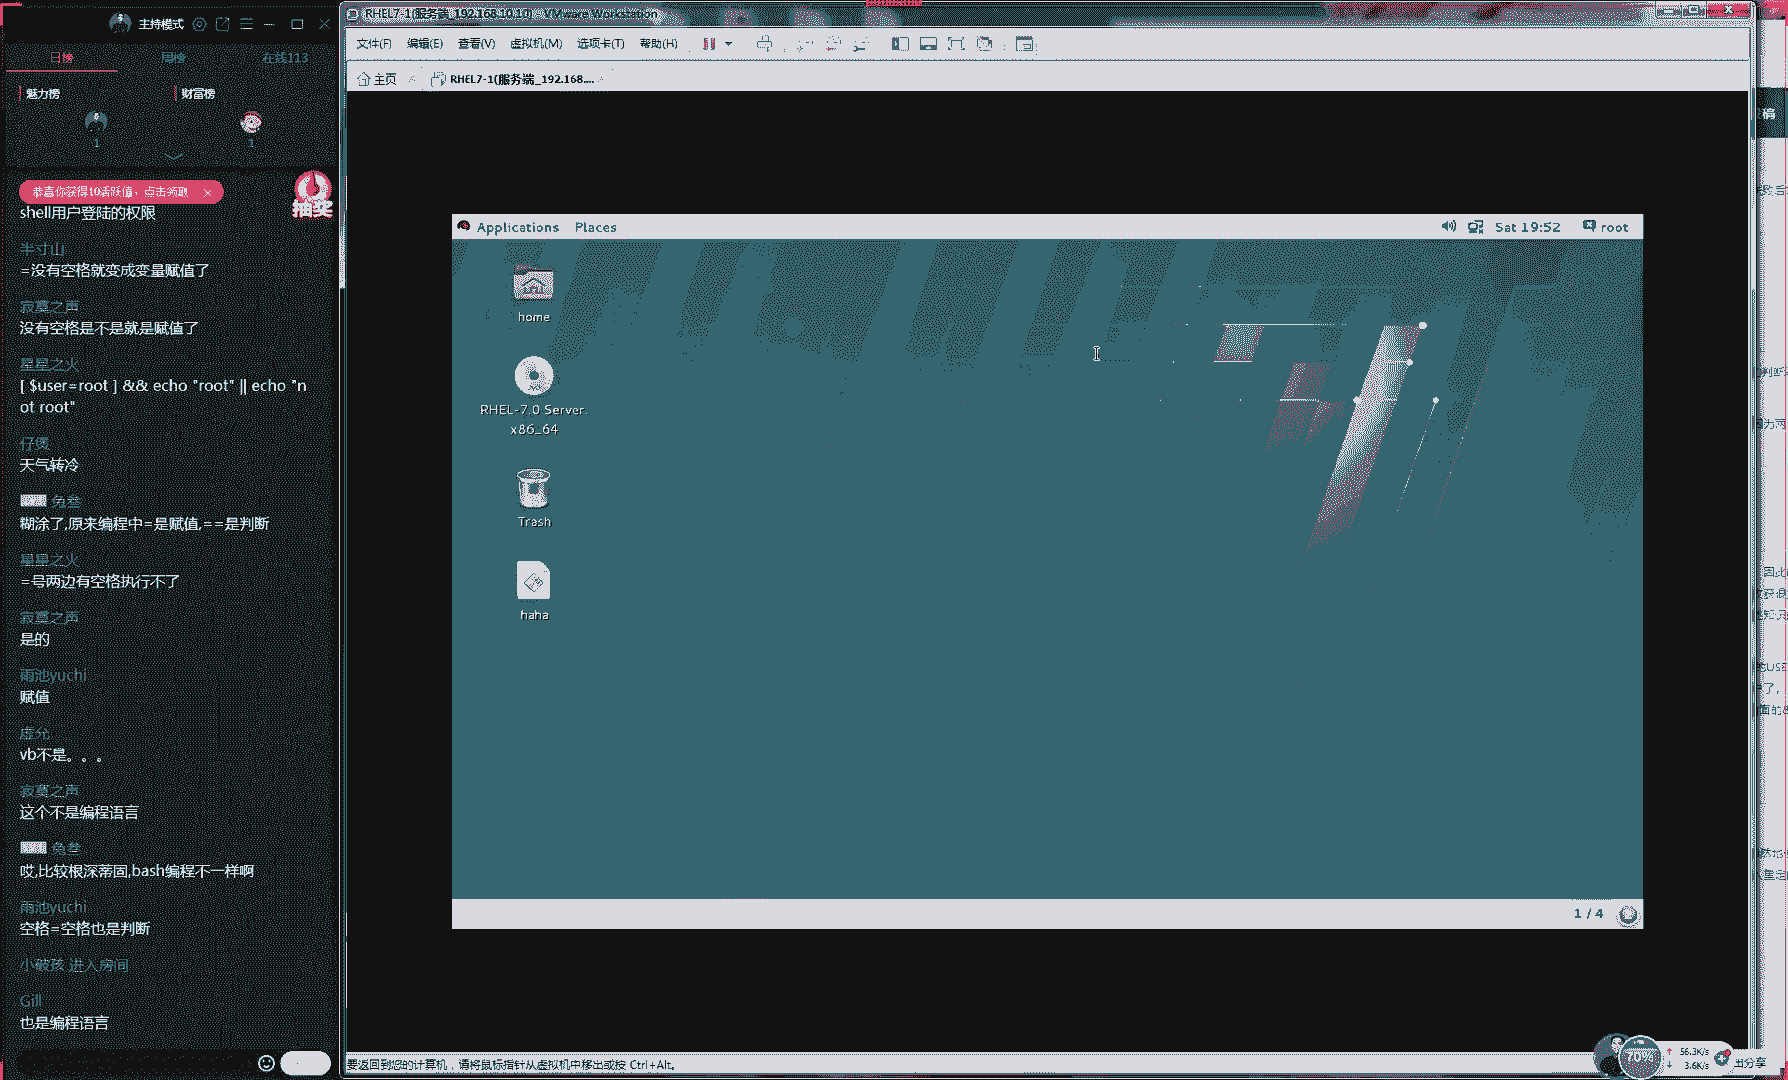 主持模式
日榜
周榜
在线113
魅力榜
财富榜
1
1
恭喜你获得40活跃值，点击领取
抽奖
shell用户登陆的权限
半寸山
=没有空格就变成变量赋值了
寂寞之声
没有空格是不是就是赋值了
星星之火
[ $user=root ] && echo "root" || echo "n
ot root"
仔煲
天气转冷
兔叁
糊涂了,原来编程中=是赋值,==是判断
星星之火
=号两边有空格执行不了
寂寞之声
是的
雨池yuchi
赋值
虚允
vb不是。。。
寂寞之声
这个不是编程语言
兔叁
哎,比较根深蒂固,bash编程不一样啊
雨池yuchi
空格=空格也是判断
小破孩 进入房间
Gill
也是编程语言
RHEL7-1(服务端_192.168.10.10) - VMware Workstation
文件(F) 编辑(E) 查看(V) 虚拟机(M) 选项卡(T) 帮助(H)
主页
RHEL7-1(服务端_192.168....
Applications Places
Sat 19:52
root
home
RHEL-7.0 Server.
x86_64
Trash
haha
1 / 4
要返回到您的计算机，请将鼠标指针从虚拟机中移出或按 Ctrl+Alt。
70%
56.3K/s
3.6K/s